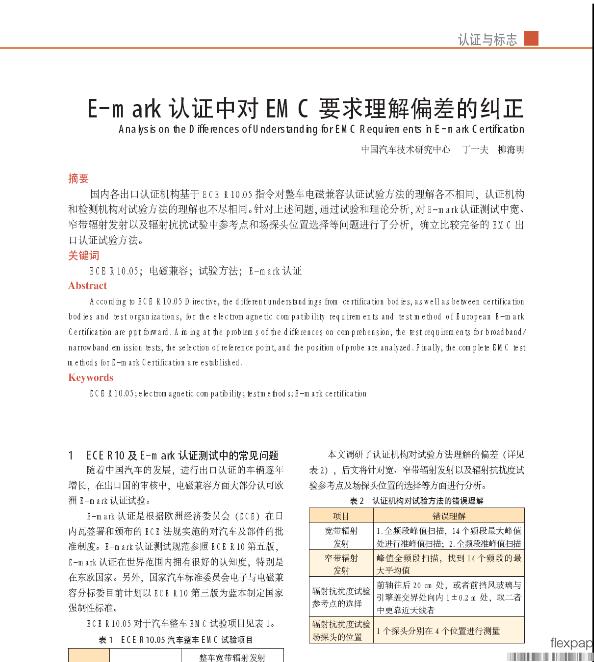 认证与标志
E-mark 认证中对 EMC 要求理解偏差的纠正
Analysis on the Differences of Understanding for EMC Requirements in E-mark Certification
中国汽车技术研究中心 丁一夫 柳海明
摘要
国内各出口认证机构基于 ECE R10.05 指令对整车电磁兼容认证试验方法的理解各不相同，认证机构
和检测机构对试验方法的理解也不尽相同。针对上述问题，通过试验和理论分析，对 E-mark 认证测试中宽、
窄带辐射发射以及辐射抗扰试验中参考点和场探头位置选择等问题进行了分析，确立比较完备的 EMC 出
口认证试验方法。
关键词
ECE R10.05；电磁兼容；试验方法；E-mark 认证
Abstract
According to ECE R10.05 Directive, the different understandings from certification bodies, as well as between certification
bodies and test organizations, for the electromagnetic compatibility requirements and test method of European E-mark
Certification are put forward. Aiming at the problems of the differences on comprehension, the test requirements for broadband/
narrowband emission tests, the selection of reference point, and the position of probe are analyzed. Finally, the complete EMC test
methods for E-mark Certification are established.
Keywords
ECE R10.05; electromagnetic compatibility; test methods; E-mark certification
1 ECE R10 及 E-mark 认证测试中的常见问题
随着中国汽车的发展，进行出口认证的车辆逐年
增长，在出口国的审核中，电磁兼容方面大部分认可欧
洲 E-mark 认证试验。
E-mark 认证是根据欧洲经济委员会（ECE）在日
内瓦签署和颁布的 ECE 法规实施的对汽车及部件的批
准制度。E-mark 认证测试规范参照 ECE R10 第五版，
E-mark 认证在世界范围内拥有很好的认知度，特别是
在东欧国家。另外，国家汽车标准委员会电子与电磁兼
容分标委目前计划以 ECE R10 第三版为蓝本制定国家
强制性标准。
ECE R10.05 对于汽车整车 EMC 试验项目见表 1。
表 1 ECE R10.05 汽车整车 EMC 试验项目
整车宽带辐射发射
本文调研了认证机构对试验方法理解的偏差（详见
表 2），后文将针对宽、窄带辐射发射以及辐射抗扰度试
验参考点及场探头位置的选择等方面进行分析。
表 2 认证机构对试验方法的错误理解
项目 错误理解
宽带辐射
发射
1.全频段峰值扫描，14 个频段最大峰值
处进行准峰值扫描；2.全频段准峰值扫描
窄带辐射
发射
峰值全频段扫描，找到 14 个频段的最
大平均值
辐射抗扰度试验
参考点的选择
前轴往后 20 cm 处，或者前挡风玻璃与
引擎盖交界处向内 1±0.2 m 处，取二者
中更靠近天线者
辐射抗扰度试验
场探头的位置
1 个探头分别在 4 个位置进行测量
flexpap